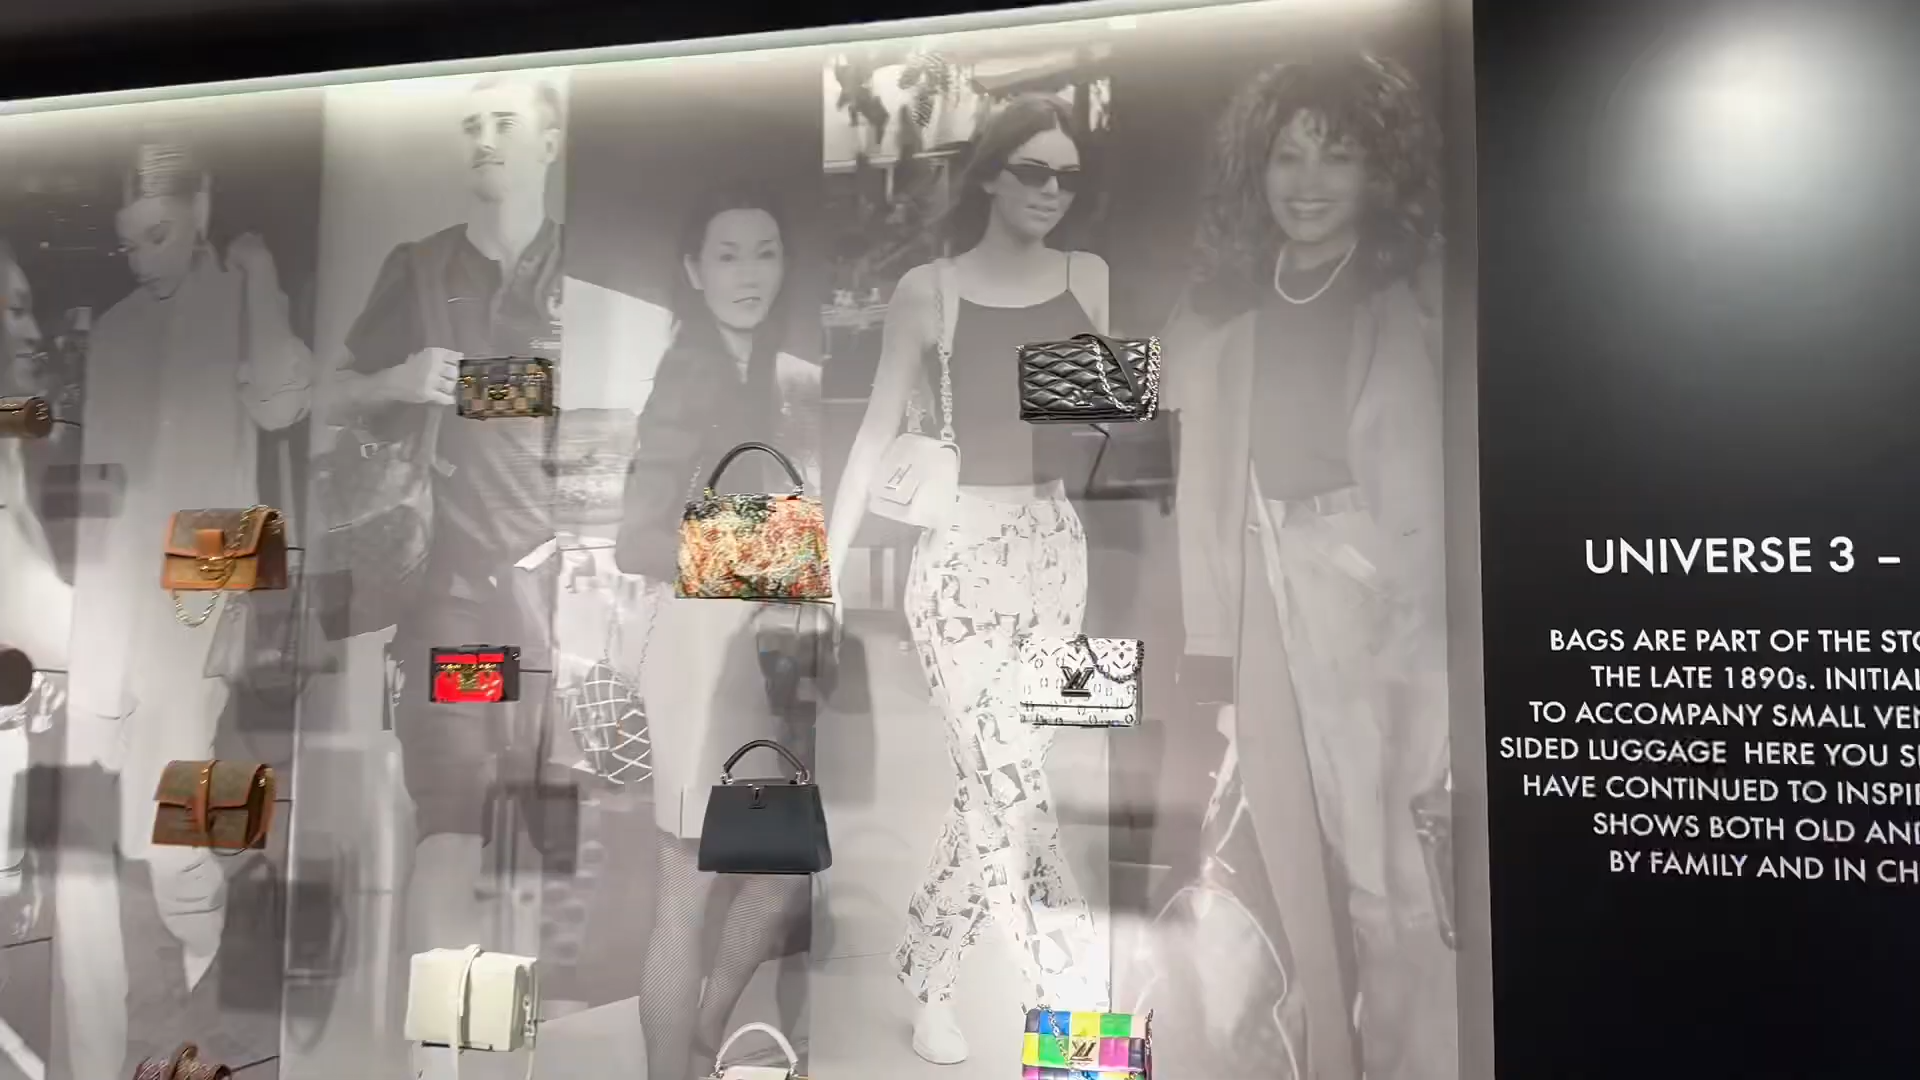 UNIVERSE 3 –
BAGS ARE PART OF THE STO
THE LATE 1890s. INITIAL
TO ACCOMPANY SMALL VEN
SIDED LUGGAGE HERE YOU S
HAVE CONTINUED TO INSPI
SHOWS BOTH OLD AND
BY FAMILY AND IN CH